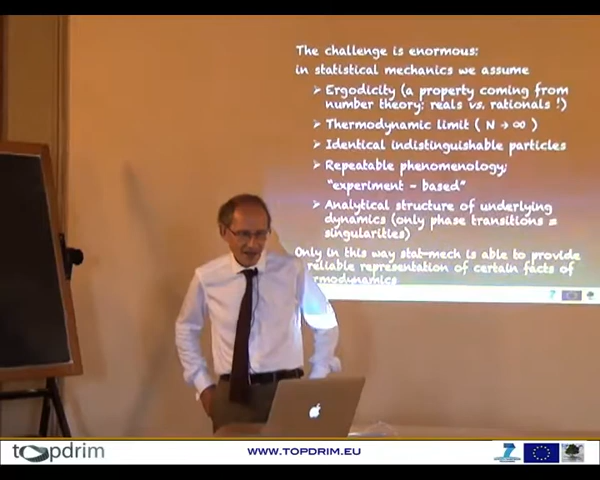 The challenge is enormous:
in statistical mechanics we assume
➢ Ergodicity (a property coming from
number theory: reals vs. rationals !)
➢ Thermodynamic limit ( N → ∞ )
➢ Identical indistinguishable particles
➢ Repeatable phenomenology;
"experiment – based"
➢ Analytical structure of underlying
dynamics (only phase transitions =
singularities)
Only in this way stat-mech is able to provide
reliable representation of certain facts of
topdrim
WWW.TOPDRIM.EU